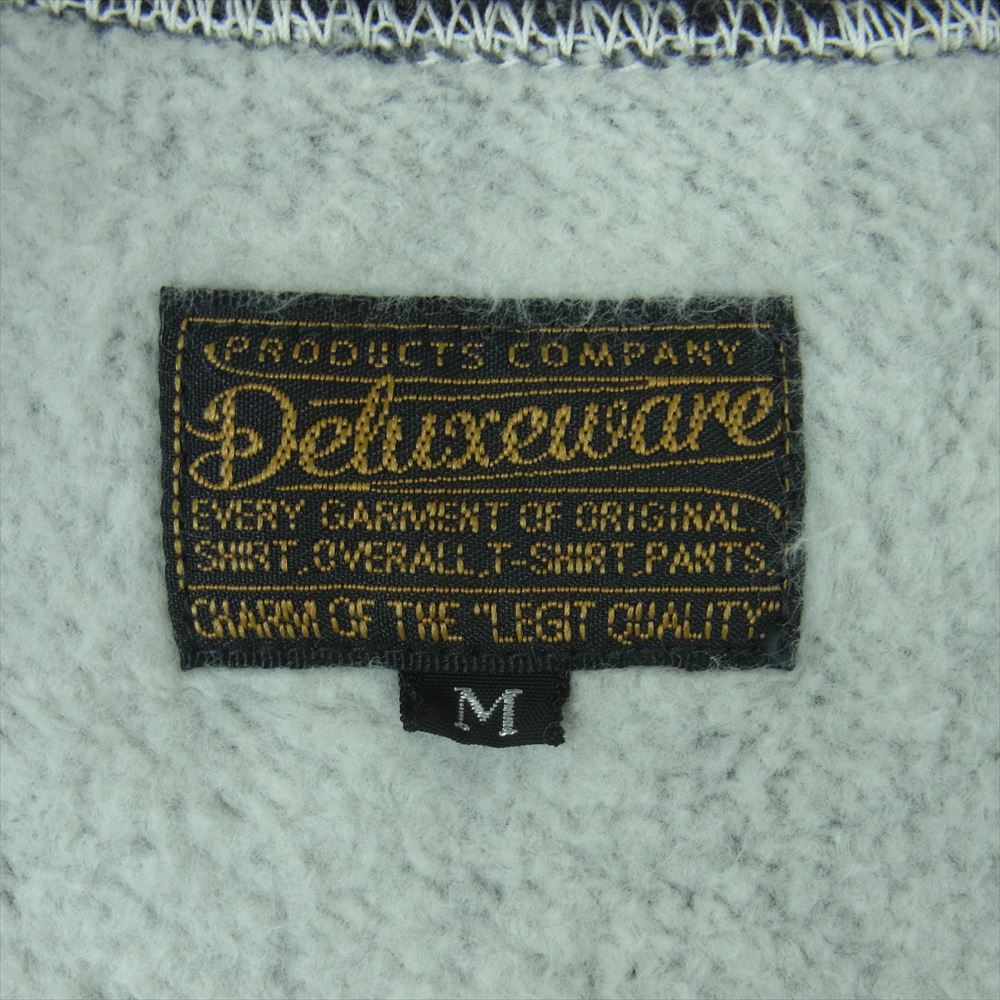 PRODUCTS COMPANY
Deluxeware
EVERY GARMENT OF ORIGINAL
SHIRT, OVERALL, T-SHIRT, PANTS.
CHARM OF THE "LEGIT QUALITY."
M